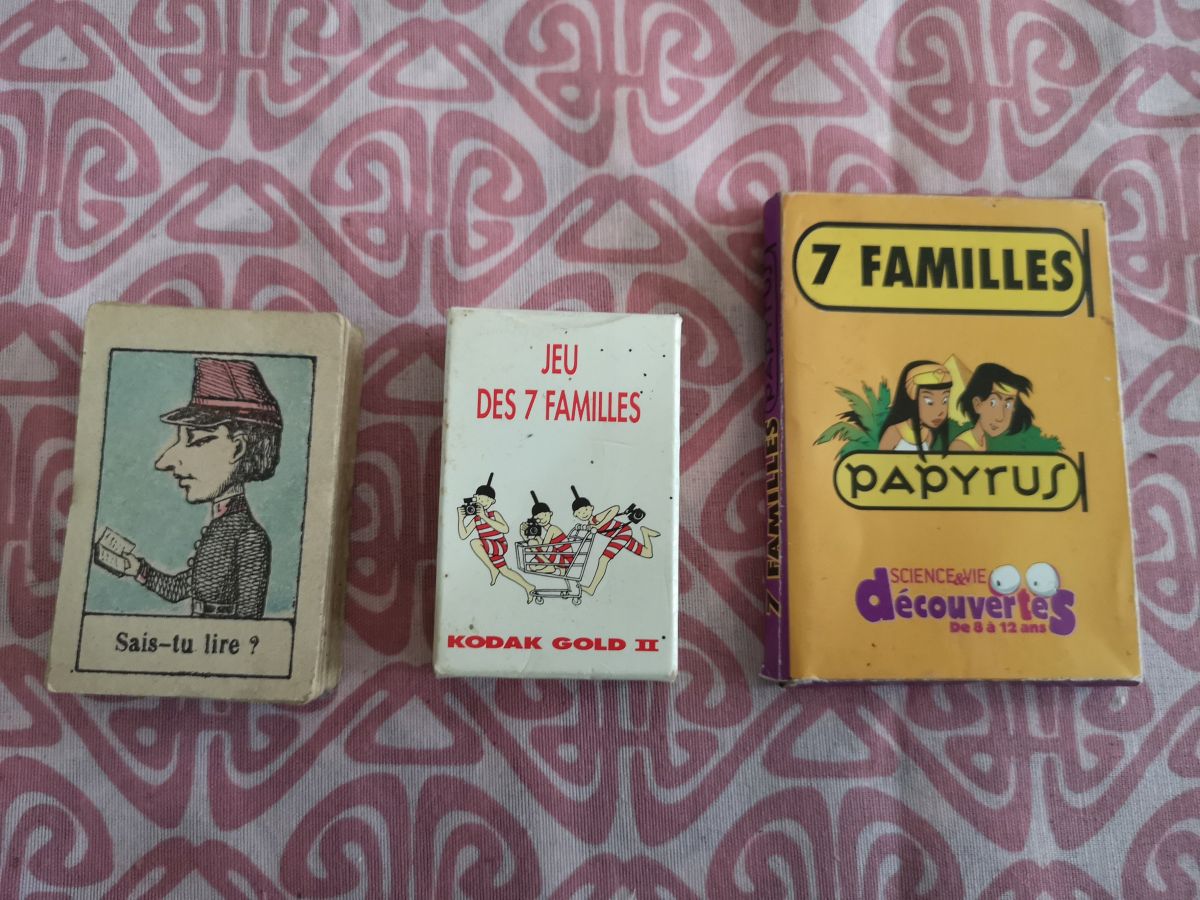 Sais-tu lire ?
JEU
DES 7 FAMILLES
KODAK GOLD II
7 FAMILLES PAPYRUS
7 FAMILLES
PAPYRUS
SCIENCE&VIE
découvertes
De 8 à 12 ans